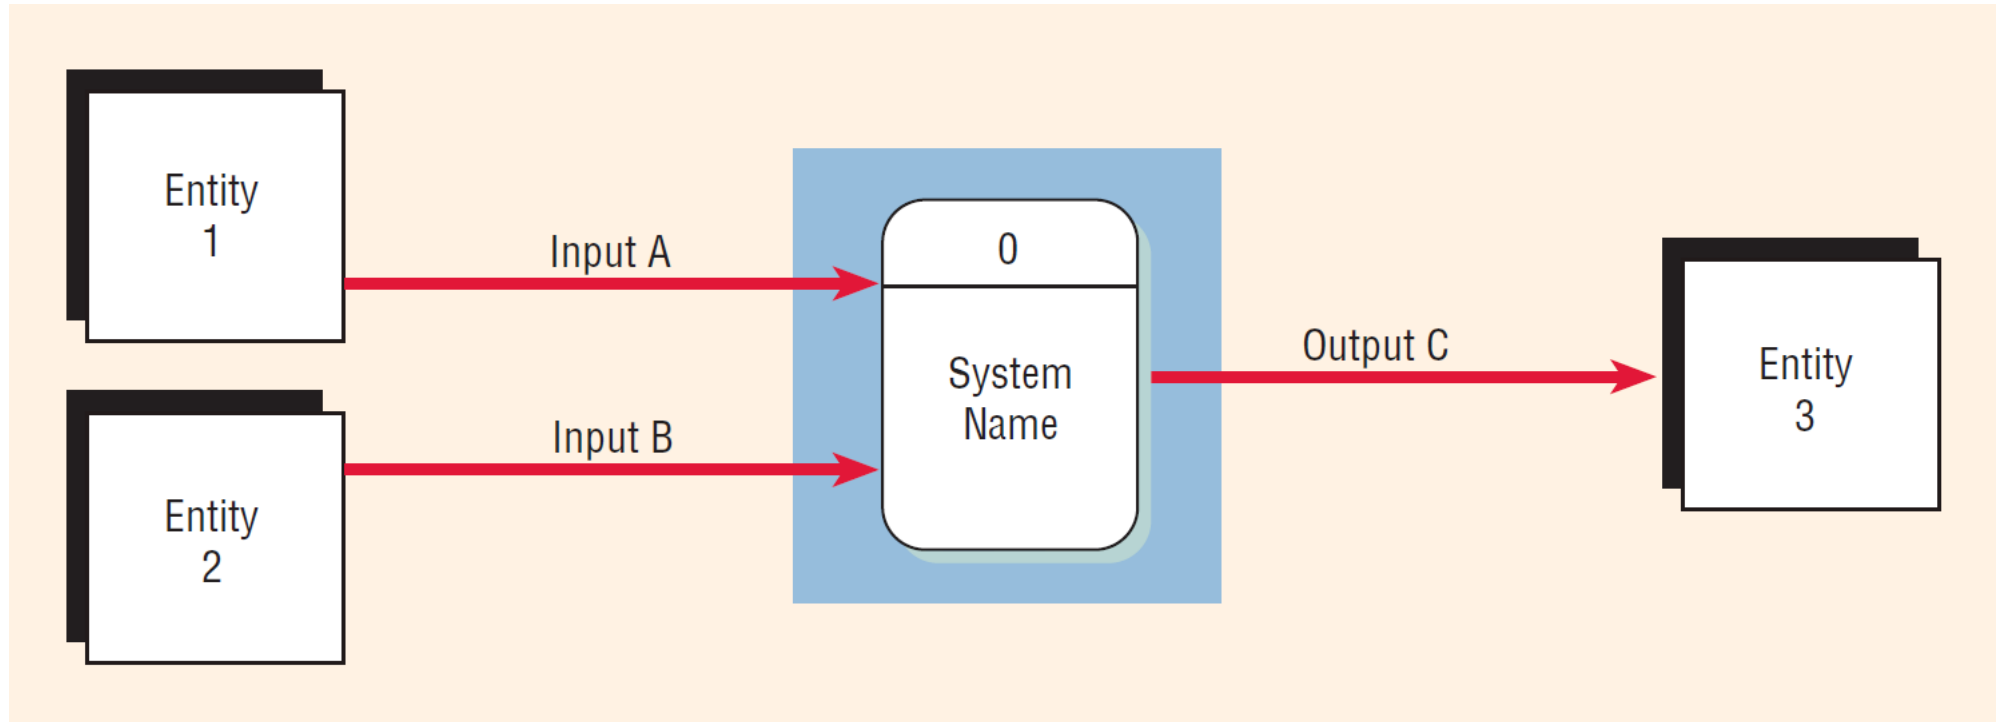 Entity
1
Input A
0
System
Name
Output C
Entity
3
Input B
Entity
2